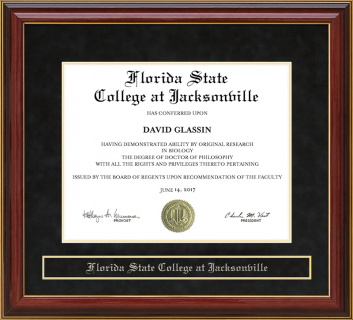 Florida State
College at Jacksonville
HAS CONFERRED UPON
DAVID GLASSIN
HAVING DEMONSTRATED ABILITY BY ORIGINAL RESEARCH
IN BIOLOGY
THE DEGREE OF DOCTOR OF PHILOSOPHY
WITH ALL THE RIGHTS AND PRIVILEGES THERETO PERTAINING
ISSUED BY THE BOARD OF REGENTS UPON RECOMMENDATION OF THE FACULTY
JUNE 14, 2017
PROVOST
PRESIDENT
Florida State College at Jacksonville